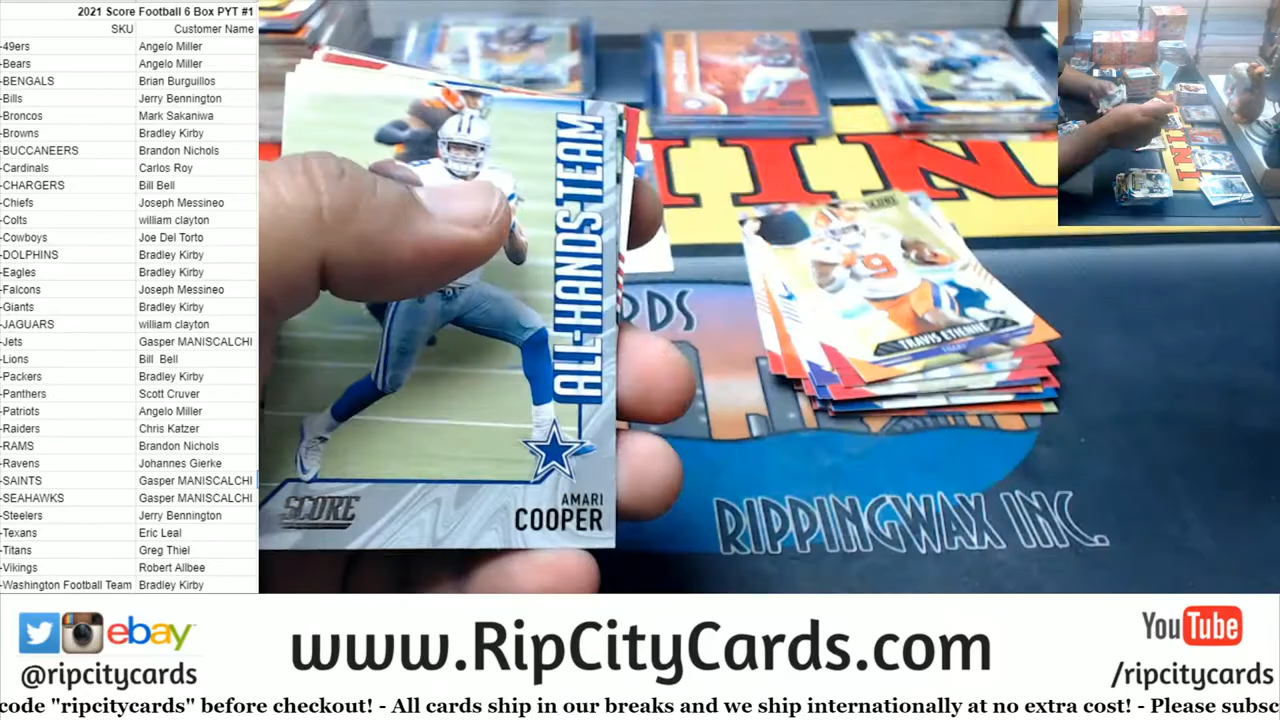 2021 Score Football 6 Box PYT #1
SKU Customer Name
-49ers Angelo Miller
-Bears Angelo Miller
-BENGALS Brian Burguillos
-Bills Jerry Bennington
-Broncos Mark Sakaniwa
-Browns Bradley Kirby
-BUCCANEERS Brandon Nichols
-Cardinals Carlos Roy
-CHARGERS Bill Bell
-Chiefs Joseph Messineo
-Colts william clayton
-Cowboys Joe Del Torto
-DOLPHINS Bradley Kirby
-Eagles Bradley Kirby
-Falcons Joseph Messineo
-Giants Bradley Kirby
-JAGUARS william clayton
-Jets Gasper MANISCALCHI
-Lions Bill Bell
-Packers Bradley Kirby
-Panthers Scott Cruver
-Patriots Angelo Miller
-Raiders Chris Katzer
-RAMS Brandon Nichols
-Ravens Johannes Gierke
-SAINTS Gasper MANISCALCHI
-SEAHAWKS Gasper MANISCALCHI
-Steelers Jerry Bennington
-Texans Eric Leal
-Titans Greg Thiel
-Vikings Robert Allbee
-Washington Football Team Bradley Kirby
ALL-HANDS TEAM
SCORE
AMARI
COOPER
9
TRAVIS ETIENNE
RIPPINGWAX INC.
ebay
@ripcitycards
www.RipCityCards.com
YouTube
/ripcitycards
code "ripcitycards" before checkout! - All cards ship in our breaks and we ship internationally at no extra cost! - Please subsc